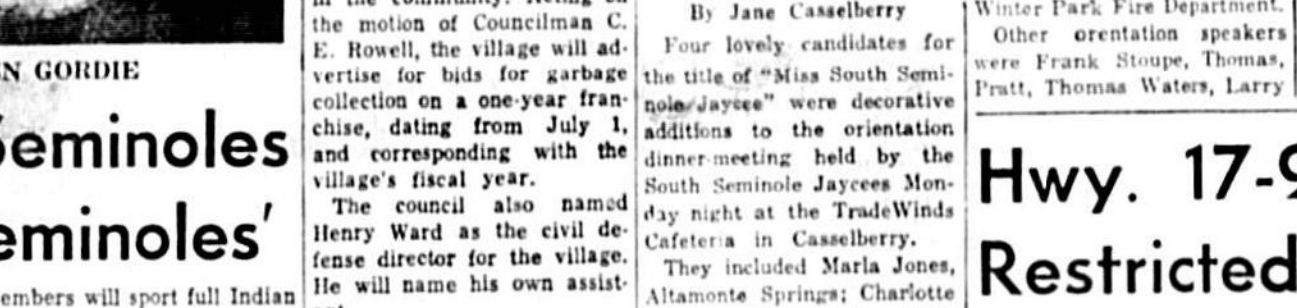 N GORDIE
eminoles
eminoles'
embers will sport full Indian
the motion of Councilman C.
E. Rowell, the village will ad-
vertise for bids for garbage
collection on a one-year fran-
chise, dating from July 1,
and corresponding with the
village's fiscal year.
The council also named
Henry Ward as the civil de-
fense director for the village.
He will name his own assist-
By Jane Casselberry
Four lovely candidates for
the title of "Miss South Semi-
nole Jaycee" were decorative
additions to the orientation
dinner-meeting held by the
South Seminole Jaycees Mon-
day night at the TradeWinds
Cafeteria in Casselberry.
They included Marla Jones,
Altamonte Springs; Charlotte
Winter Park Fire Department.
Other orentation speakers
were Frank Stoupe, Thomas,
Pratt, Thomas Waters, Larry
Hwy. 17-9
Restricted